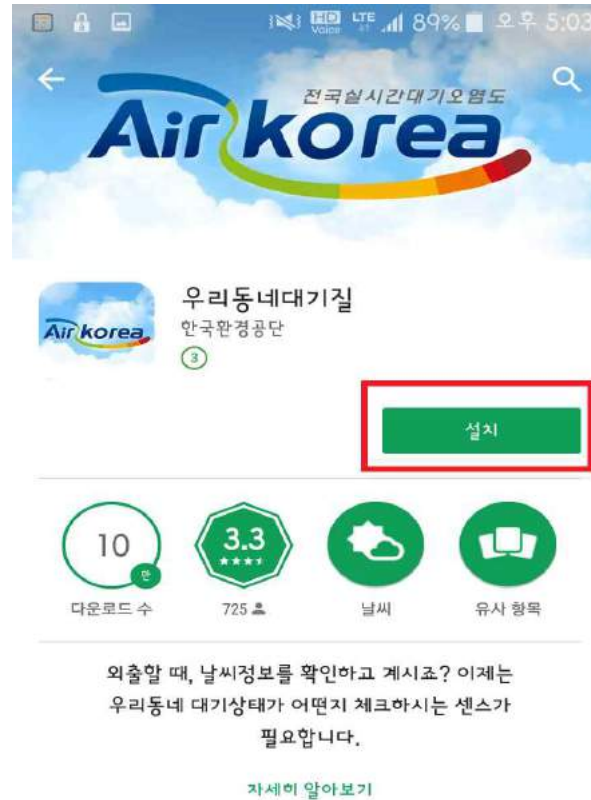 HD Voice LTE 89% 오후 5:03
전국실시간대기오염도
Air korea
우리동네대기질
Air korea
한국환경공단
3
설치
10
만
3.3
다운로드 수
725
날씨
유사 항목
외출할 때, 날씨정보를 확인하고 계시죠? 이제는
우리동네 대기상태가 어떤지 체크하시는 센스가
필요합니다.
자세히 알아보기